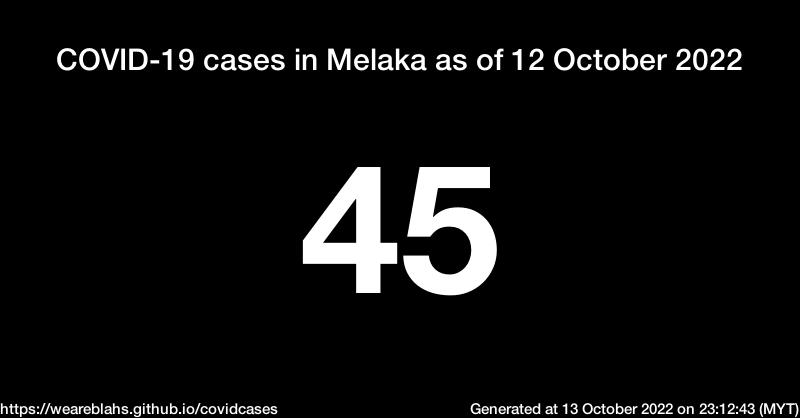 COVID-19 cases in Melaka as of 12 October 2022
45
https://weareblahs.github.io/covidcases
Generated at 13 October 2022 on 23:12:43 (MYT)